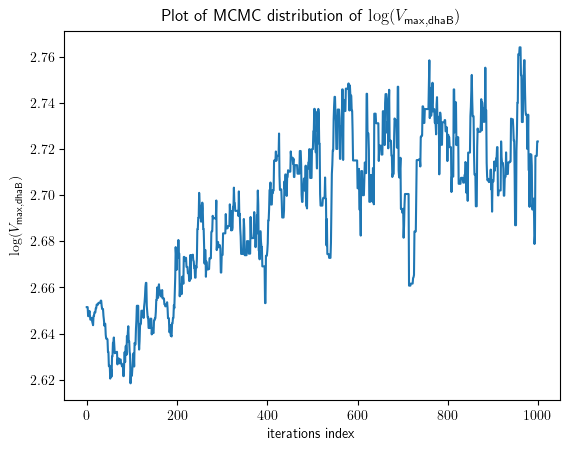 Plot of MCMC distribution of log(V_max,dhaB)
2.76
2.74
2.72
2.70
2.68
2.66
2.64
2.62
log(V_max,dhaB)
0 200 400 600 800 1000
iterations index